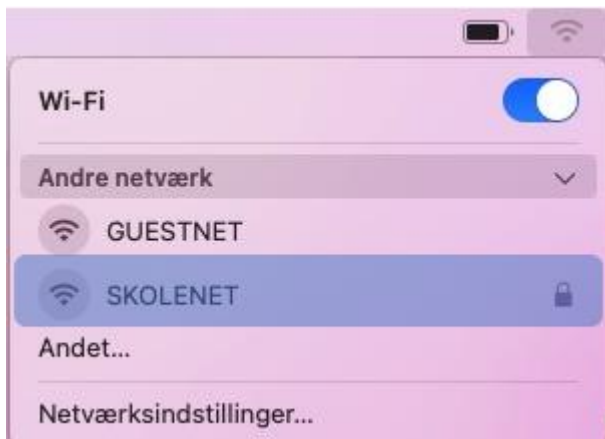 Wi-Fi
Andre netværk
GUESTNET
SKOLENET
Andet...
Netværksindstillinger...